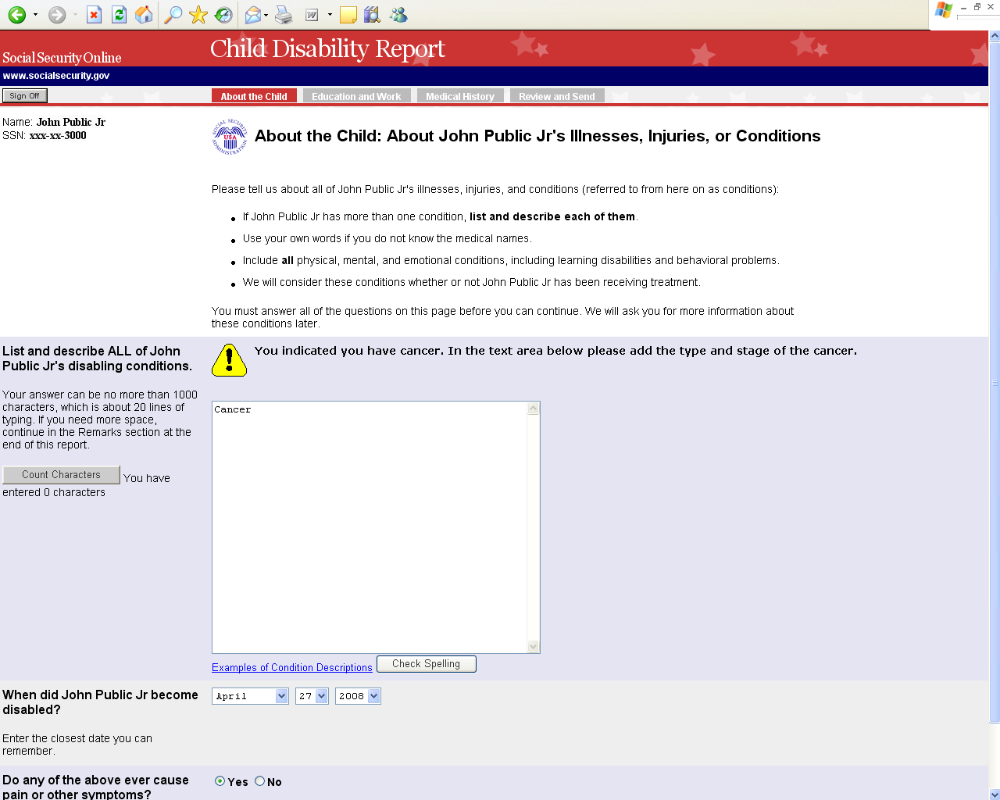 Child Disability Report
Social Security Online
www.socialsecurity.gov
Sign Off
About the Child
Education and Work
Medical History
Review and Send
Name: John Public Jr
SSN: xxx-xx-3000
SOCIAL SECURITY ADMINISTRATION
USA
About the Child: About John Public Jr's Illnesses, Injuries, or Conditions
Please tell us about all of John Public Jr's illnesses, injuries, and conditions (referred to from here on as conditions):
If John Public Jr has more than one condition, list and describe each of them.
Use your own words if you do not know the medical names.
Include all physical, mental, and emotional conditions, including learning disabilities and behavioral problems.
We will consider these conditions whether or not John Public Jr has been receiving treatment.
You must answer all of the questions on this page before you can continue. We will ask you for more information about
these conditions later.
List and describe ALL of John
Public Jr's disabling conditions.
Your answer can be no more than 1000
characters, which is about 20 lines of
typing. If you need more space,
continue in the Remarks section at the
end of this report.
Count Characters You have
entered 0 characters
You indicated you have cancer. In the text area below please add the type and stage of the cancer.
Cancer
Examples of Condition Descriptions
Check Spelling
When did John Public Jr become
disabled?
Enter the closest date you can
remember.
April 27 2008
Do any of the above ever cause
pain or other symptoms?
Yes No